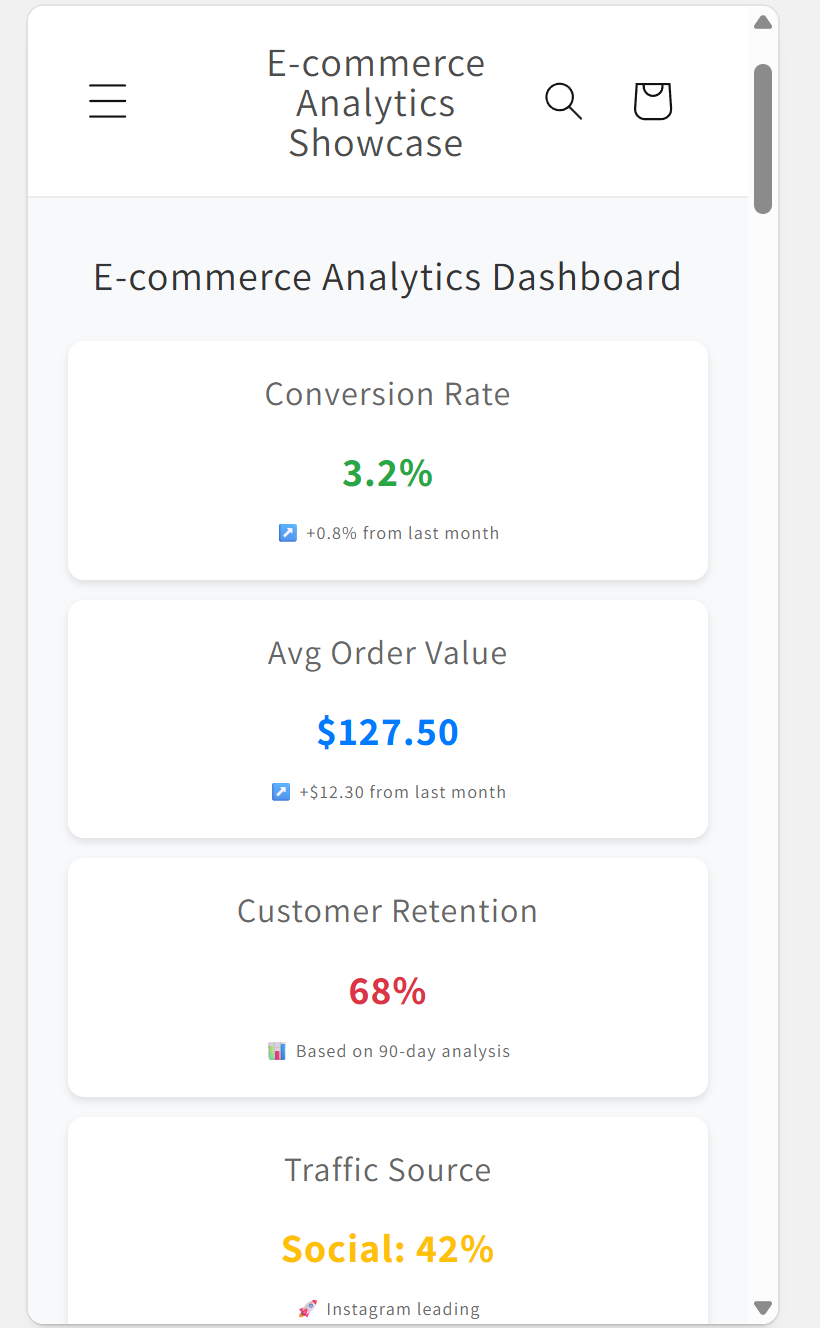 E-commerce
Analytics
Showcase
E-commerce Analytics Dashboard
Conversion Rate
3.2%
↗️ +0.8% from last month
Avg Order Value
$127.50
↗️ +$12.30 from last month
Customer Retention
68%
📊 Based on 90-day analysis
Traffic Source
Social: 42%
🚀 Instagram leading